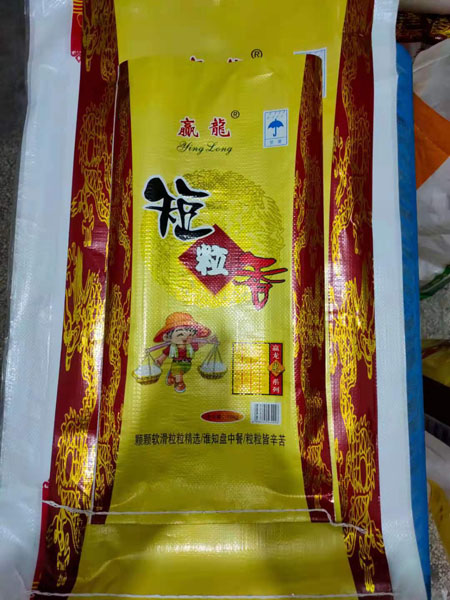 赢龍®
Ying Long
短
粒
香
赢龙
系列
颗颗软滑粒粒精选/谁知盘中餐/粒粒皆辛苦